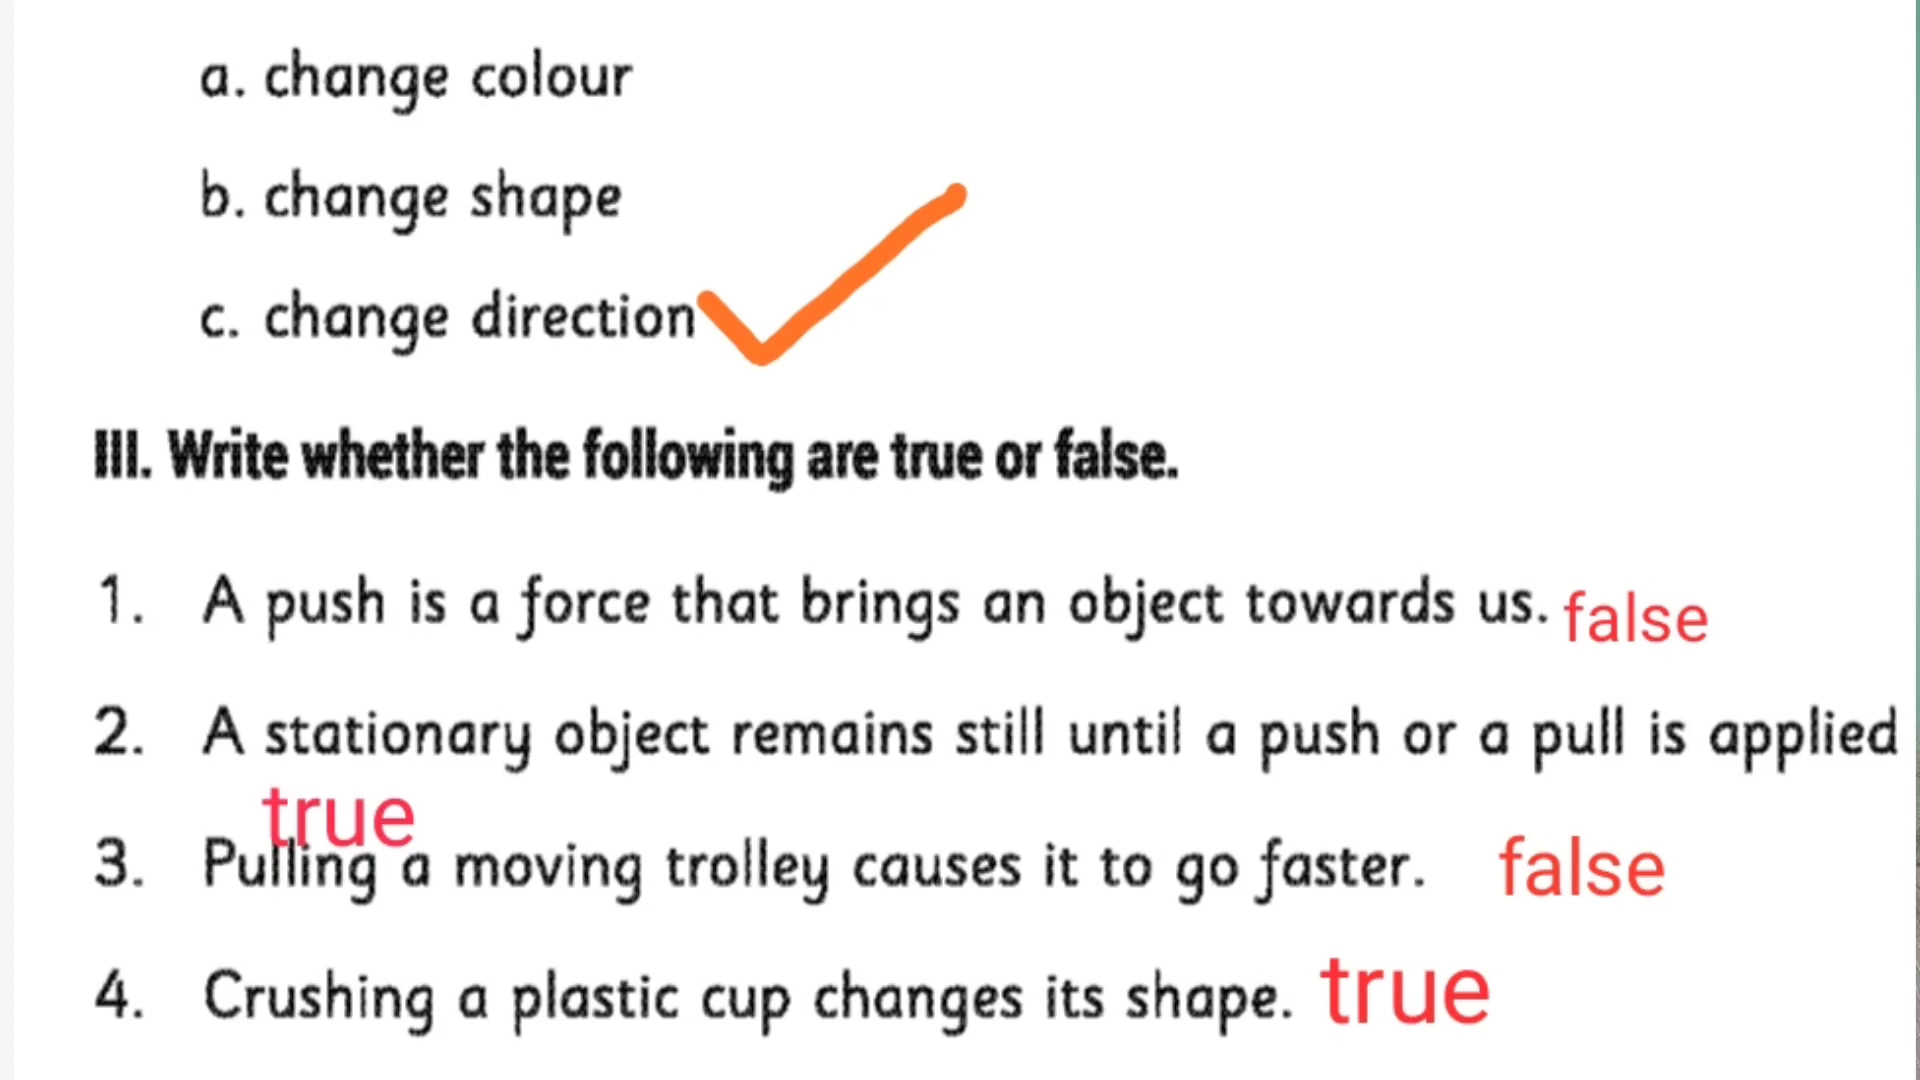 a. change colour
b. change shape
c. change direction
III. Write whether the following are true or false.
1. A push is a force that brings an object towards us. false
2. A stationary object remains still until a push or a pull is applied
true
3. Pulling a moving trolley causes it to go faster. false
4. Crushing a plastic cup changes its shape. true